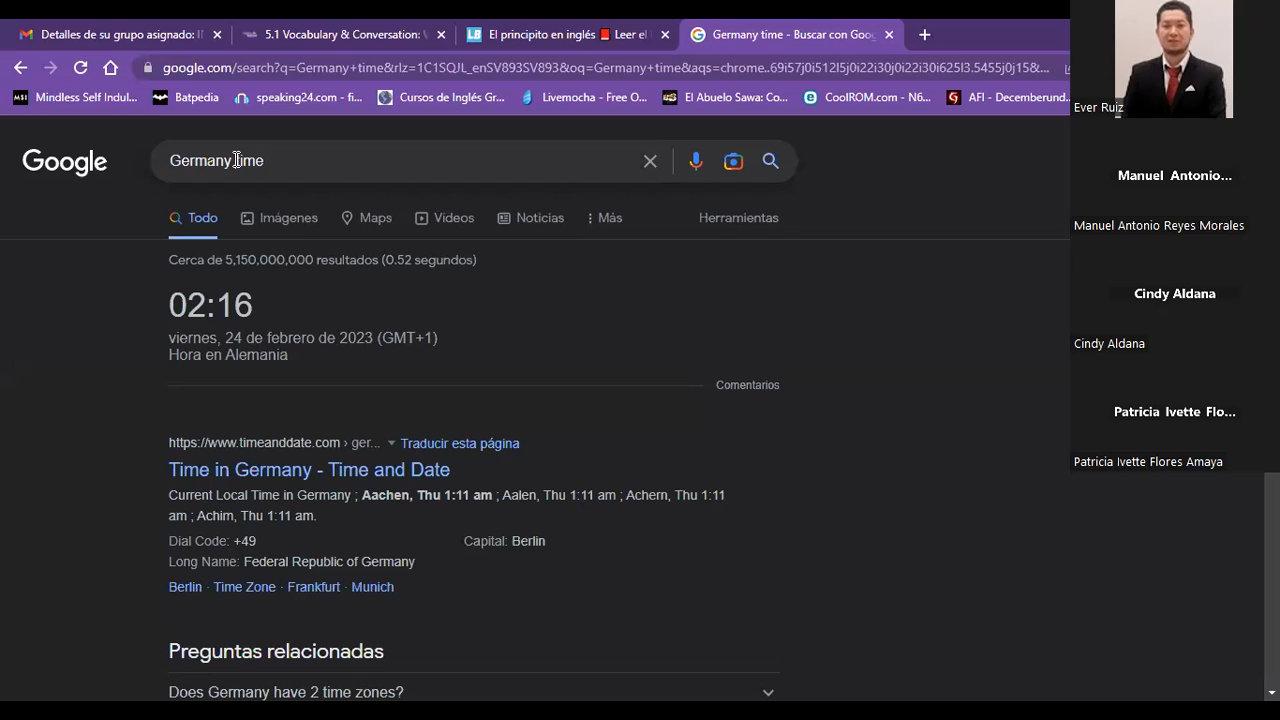 Detalles de su grupo asignado: I
5.1 Vocabulary & Conversation:
El principito en inglés 📕 Leer el
Germany time - Buscar con Goog
google.com/search?q=Germany+time&rlz=1C1SQJL_enSV893SV893&oq=Germany+time&aqs=chrome..69i57j0i512l5j0i22i30j0i22i30i625l3.5455j0j15&...
Mindless Self Indul...
Batpedia
speaking24.com - fi...
Cursos de Inglés Gr...
Livemocha - Free O...
El Abuelo Sawa: Co...
CoolROM.com - N6...
AFI - Decemberund
Google
Germany time
Todo
Imágenes
Maps
Videos
Noticias
Más
Herramientas
Cerca de 5,150,000,000 resultados (0.52 segundos)
02:16
viernes, 24 de febrero de 2023 (GMT+1)
Hora en Alemania
Comentarios
https://www.timeanddate.com › ger...
Traducir esta página
Time in Germany - Time and Date
Current Local Time in Germany ; Aachen, Thu 1:11 am ; Aalen, Thu 1:11 am ; Achern, Thu 1:11
am ; Achim, Thu 1:11 am.
Dial Code: +49
Capital: Berlin
Long Name: Federal Republic of Germany
Berlin · Time Zone · Frankfurt · Munich
Preguntas relacionadas
Does Germany have 2 time zones?
Ever Ruiz
Manuel Antonio...
Manuel Antonio Reyes Morales
Cindy Aldana
Cindy Aldana
Patricia Ivette Flo...
Patricia Ivette Flores Amaya